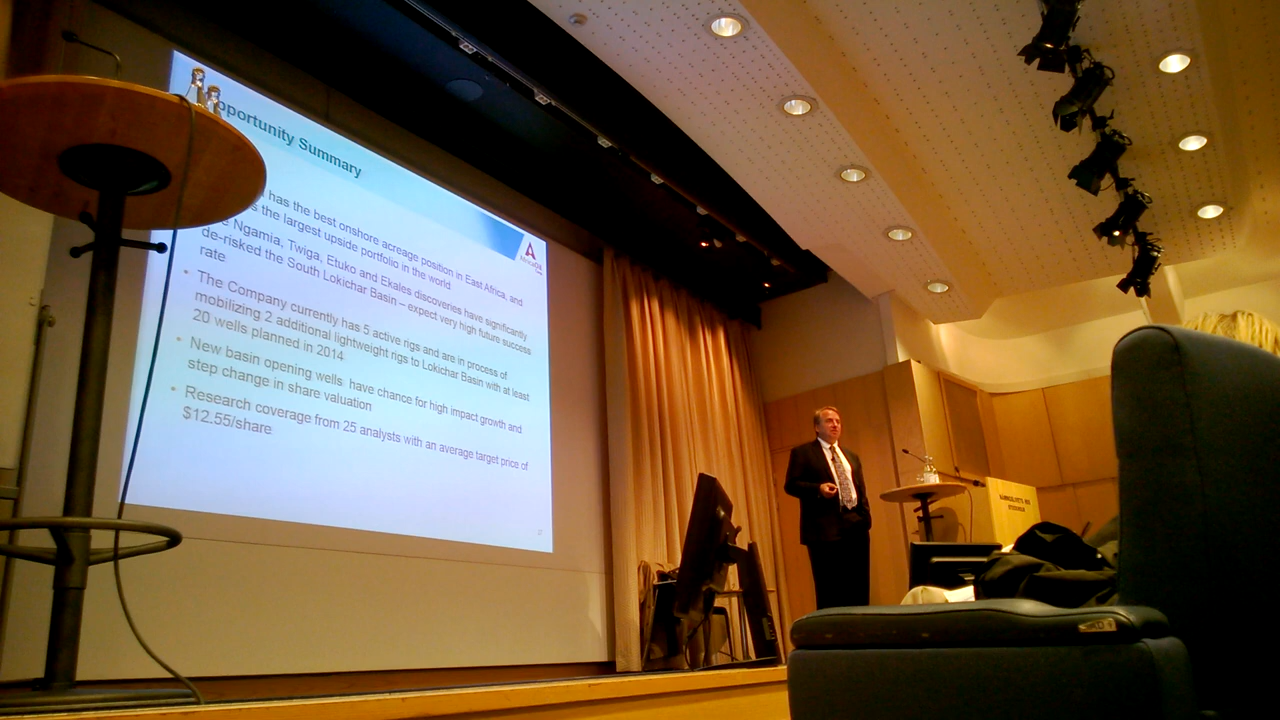 pportunity Summary
has the best onshore acreage position in East Africa, and
s the largest upside portfolio in the world
e Ngamia, Twiga, Etuko and Ekales discoveries have significantly
de-risked the South Lokichar Basin – expect very high future success
rate
• The Company currently has 5 active rigs and are in process of
mobilizing 2 additional lightweight rigs to Lokichar Basin with at least
20 wells planned in 2014
• New basin opening wells have chance for high impact growth and
step change in share valuation
• Research coverage from 25 analysts with an average target price of
$12.55/share
AfricaOil
STOCKHOLM